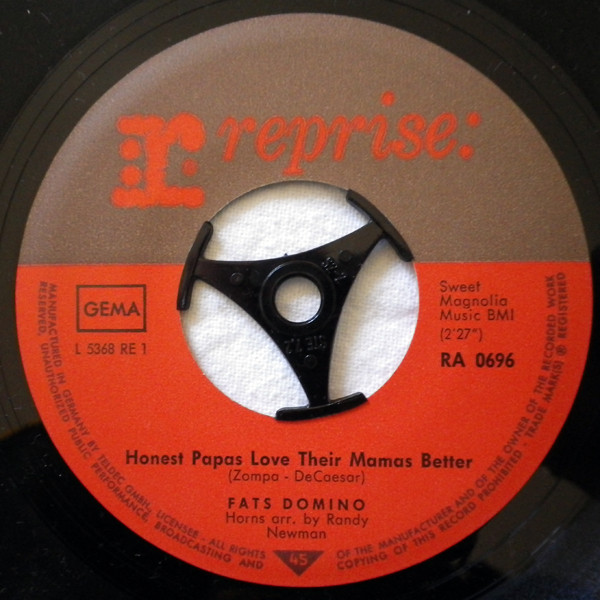 r reprise:
GEMA
L 5368 RE 1
Sweet
Magnolia
Music BMI
(2'27")
RA 0696
Honest Papas Love Their Mamas Better
(Zompa - DeCaesar)
FATS DOMINO
Horns arr. by Randy
Newman
45
MANUFACTURED IN GERMANY BY TELDEC GMBH, LICENSEE - ALL RIGHTS OF THE MANUFACTURER AND OF THE OWNER OF THE RECORDED WORK
RESERVED, UNAUTHORIZED PUBLIC PERFORMANCE, BROADCASTING AND COPYING OF THIS RECORD PROHIBITED - TRADE MARK(S) ® REGISTERED